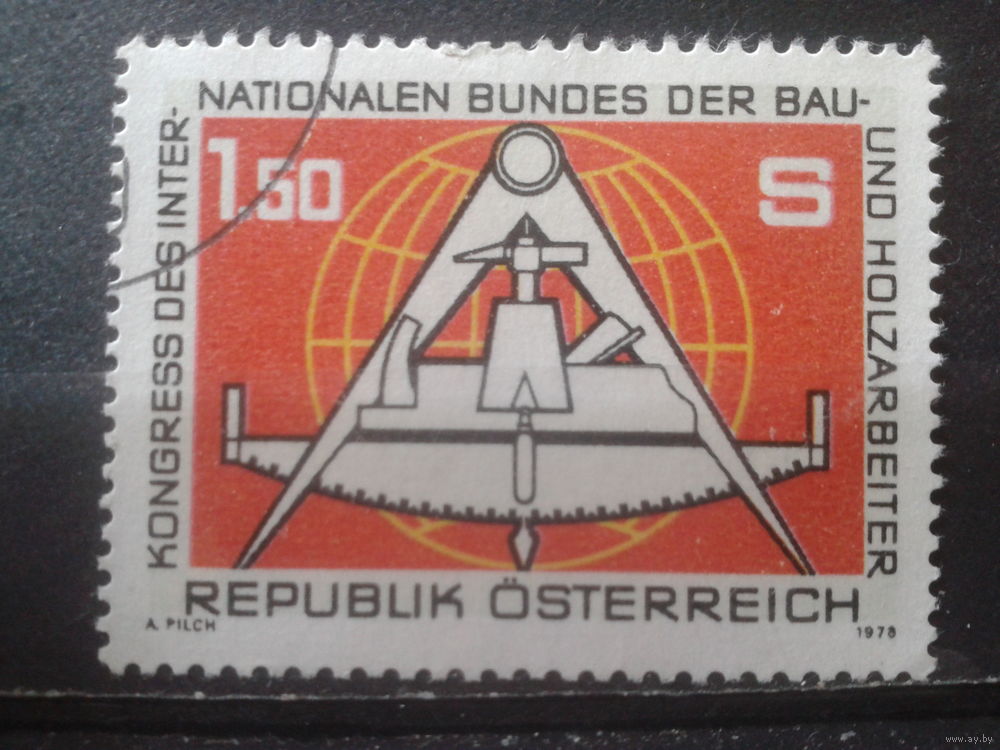 KONGRESS DES INTER-
NATIONALEN BUNDES DER BAU-
UND HOLZARBEITER
1.50 S
REPUBLIK ÖSTERREICH
A. PILCH 1978
www.ay.by